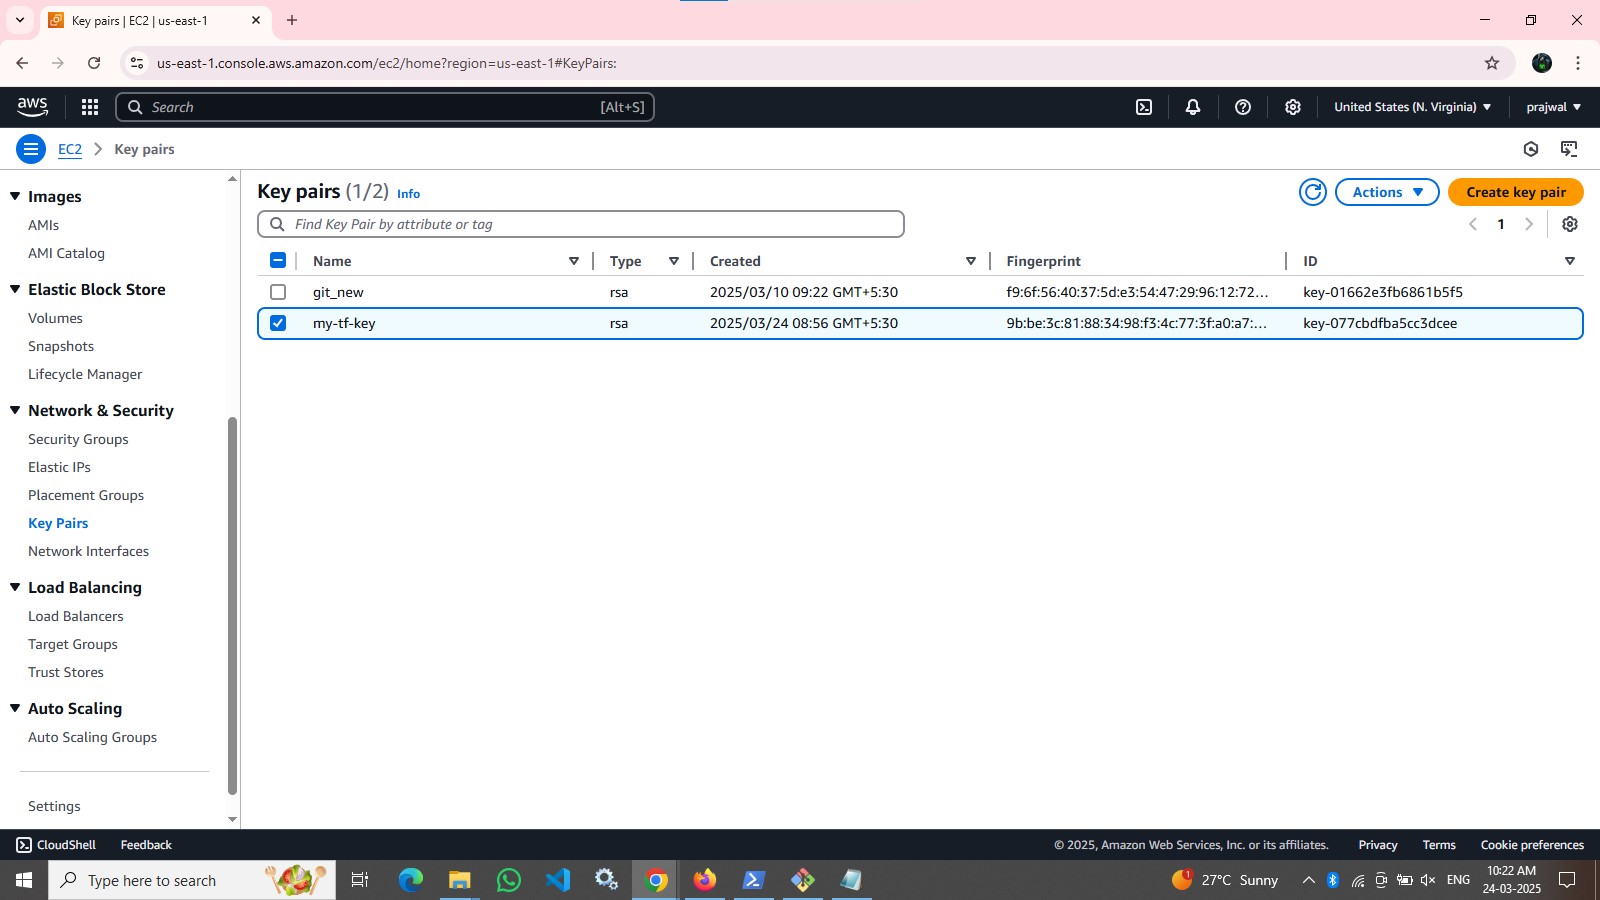 Key pairs | EC2 | us-east-1
us-east-1.console.aws.amazon.com/ec2/home?region=us-east-1#KeyPairs:
aws
Search [Alt+S]
United States (N. Virginia)
prajwal
EC2 > Key pairs
Images
AMIs
AMI Catalog
Elastic Block Store
Volumes
Snapshots
Lifecycle Manager
Network & Security
Security Groups
Elastic IPs
Placement Groups
Key Pairs
Network Interfaces
Load Balancing
Load Balancers
Target Groups
Trust Stores
Auto Scaling
Auto Scaling Groups
Settings
Key pairs (1/2) Info
Actions
Create key pair
Find Key Pair by attribute or tag
1
Name Type Created Fingerprint ID
git_new rsa 2025/03/10 09:22 GMT+5:30 f9:6f:56:40:37:5d:e3:54:47:29:96:12:72... key-01662e3fb6861b5f5
my-tf-key rsa 2025/03/24 08:56 GMT+5:30 9b:be:3c:81:88:34:98:f3:4c:77:3f:a0:a7:... key-077cbdfba5cc3dcee
CloudShell Feedback
© 2025, Amazon Web Services, Inc. or its affiliates. Privacy Terms Cookie preferences
Type here to search
1
27°C Sunny
ENG
10:22 AM
24-03-2025